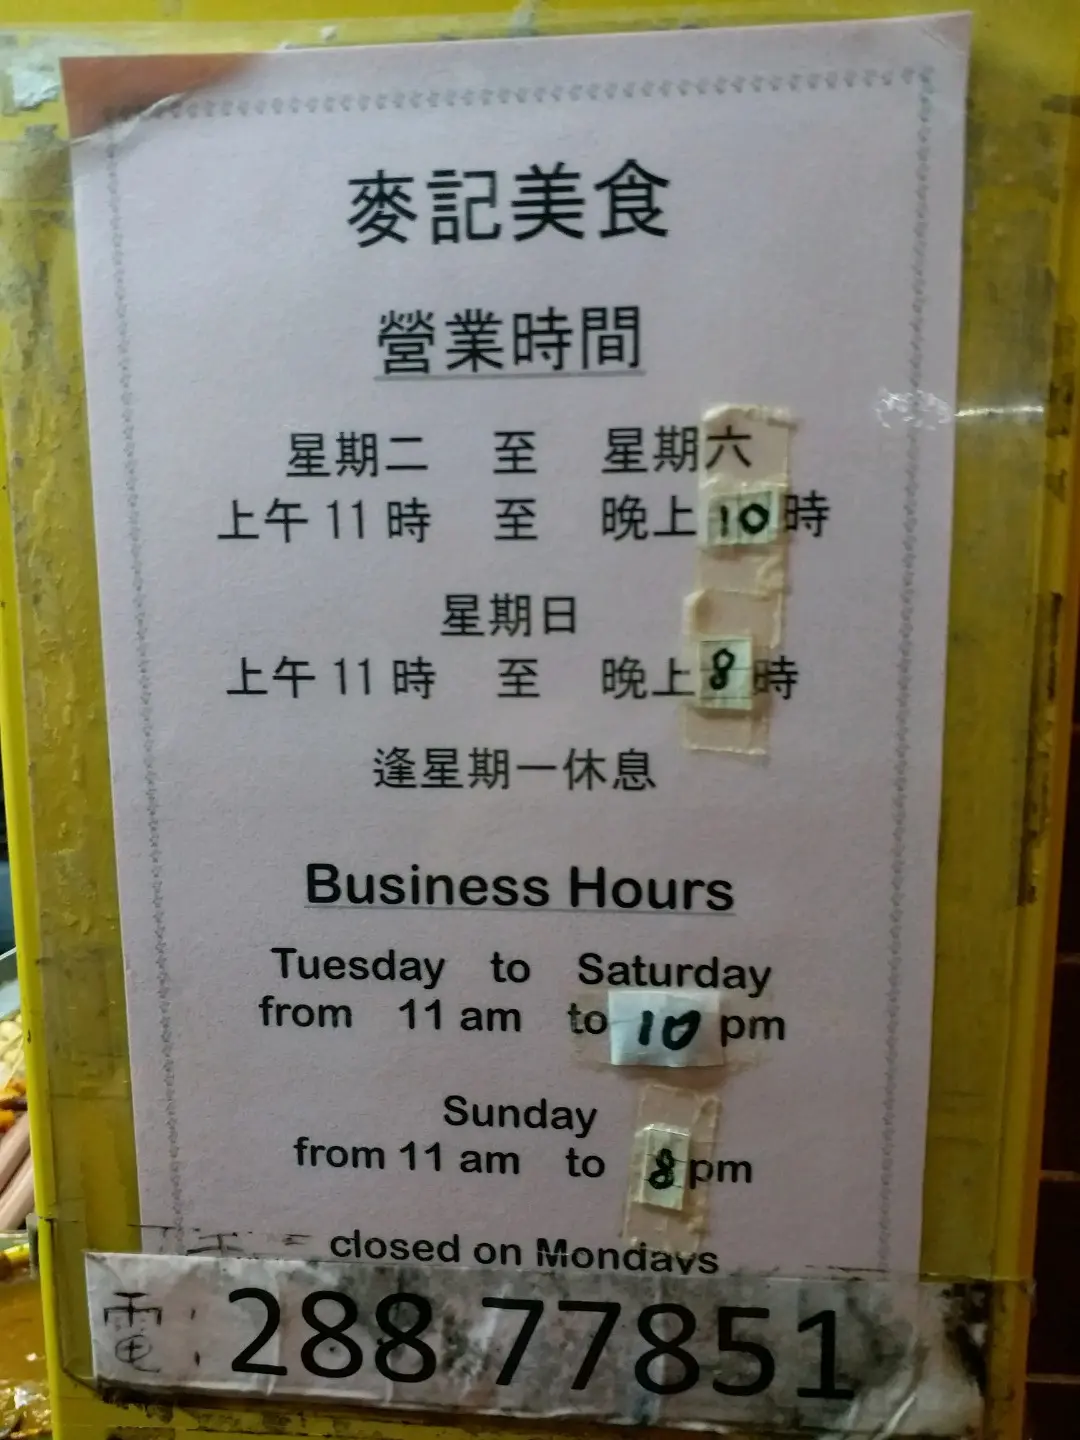 麥記美食
營業時間
星期二 至 星期六
上午 11 時 至 晚上 10 時
星期日
上午 11 時 至 晚上 8 時
逢星期一休息
Business Hours
Tuesday to Saturday
from 11 am to 10 pm
Sunday
from 11 am to 8 pm
closed on Mondays
電: 288 77851